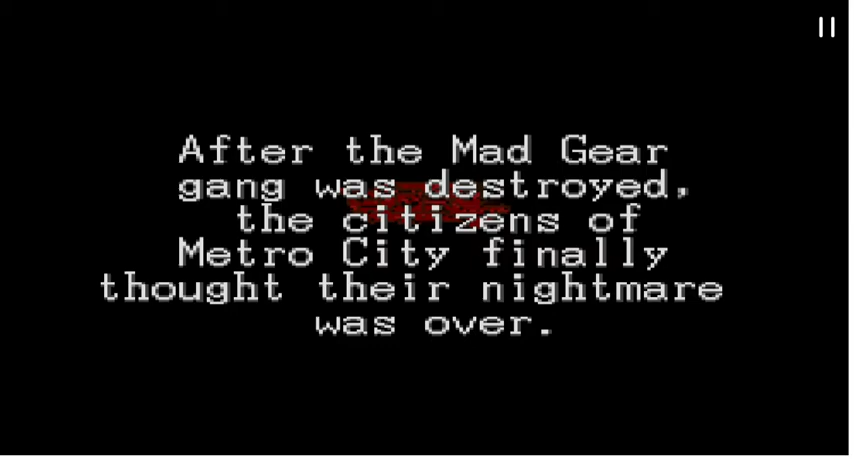 After the Mad Gear
gang was destroyed,
the citizens of
Metro City finally
thought their nightmare
was over.